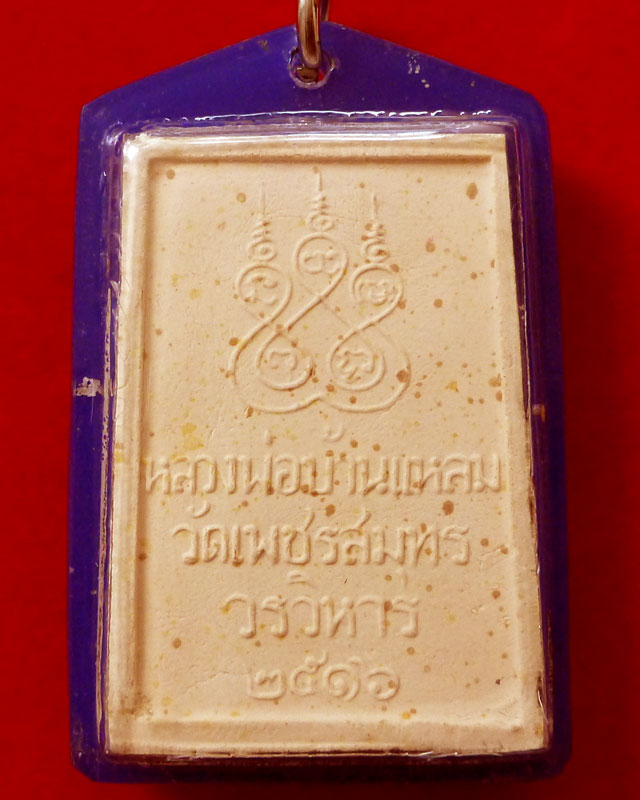 หลวงพ่อบ้านแหลม
วัดเพชรสมุทร
วรวิหาร
๒๕๑๖